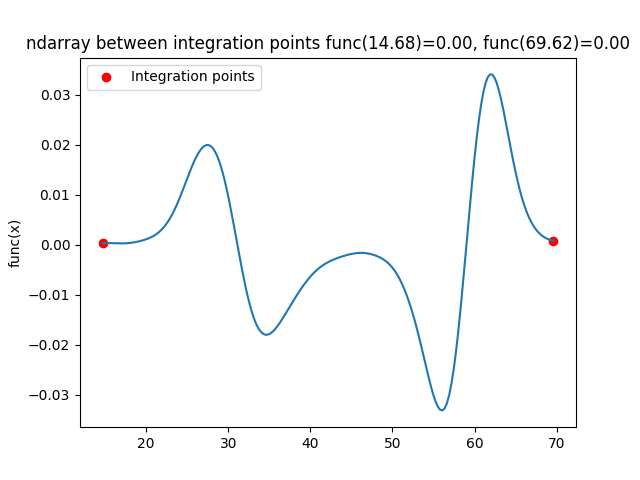 ndarray between integration points func(14.68)=0.00, func(69.62)=0.00
Integration points
func(x)
0.03
0.02
0.01
0.00
−0.01
−0.02
−0.03
20 30 40 50 60 70